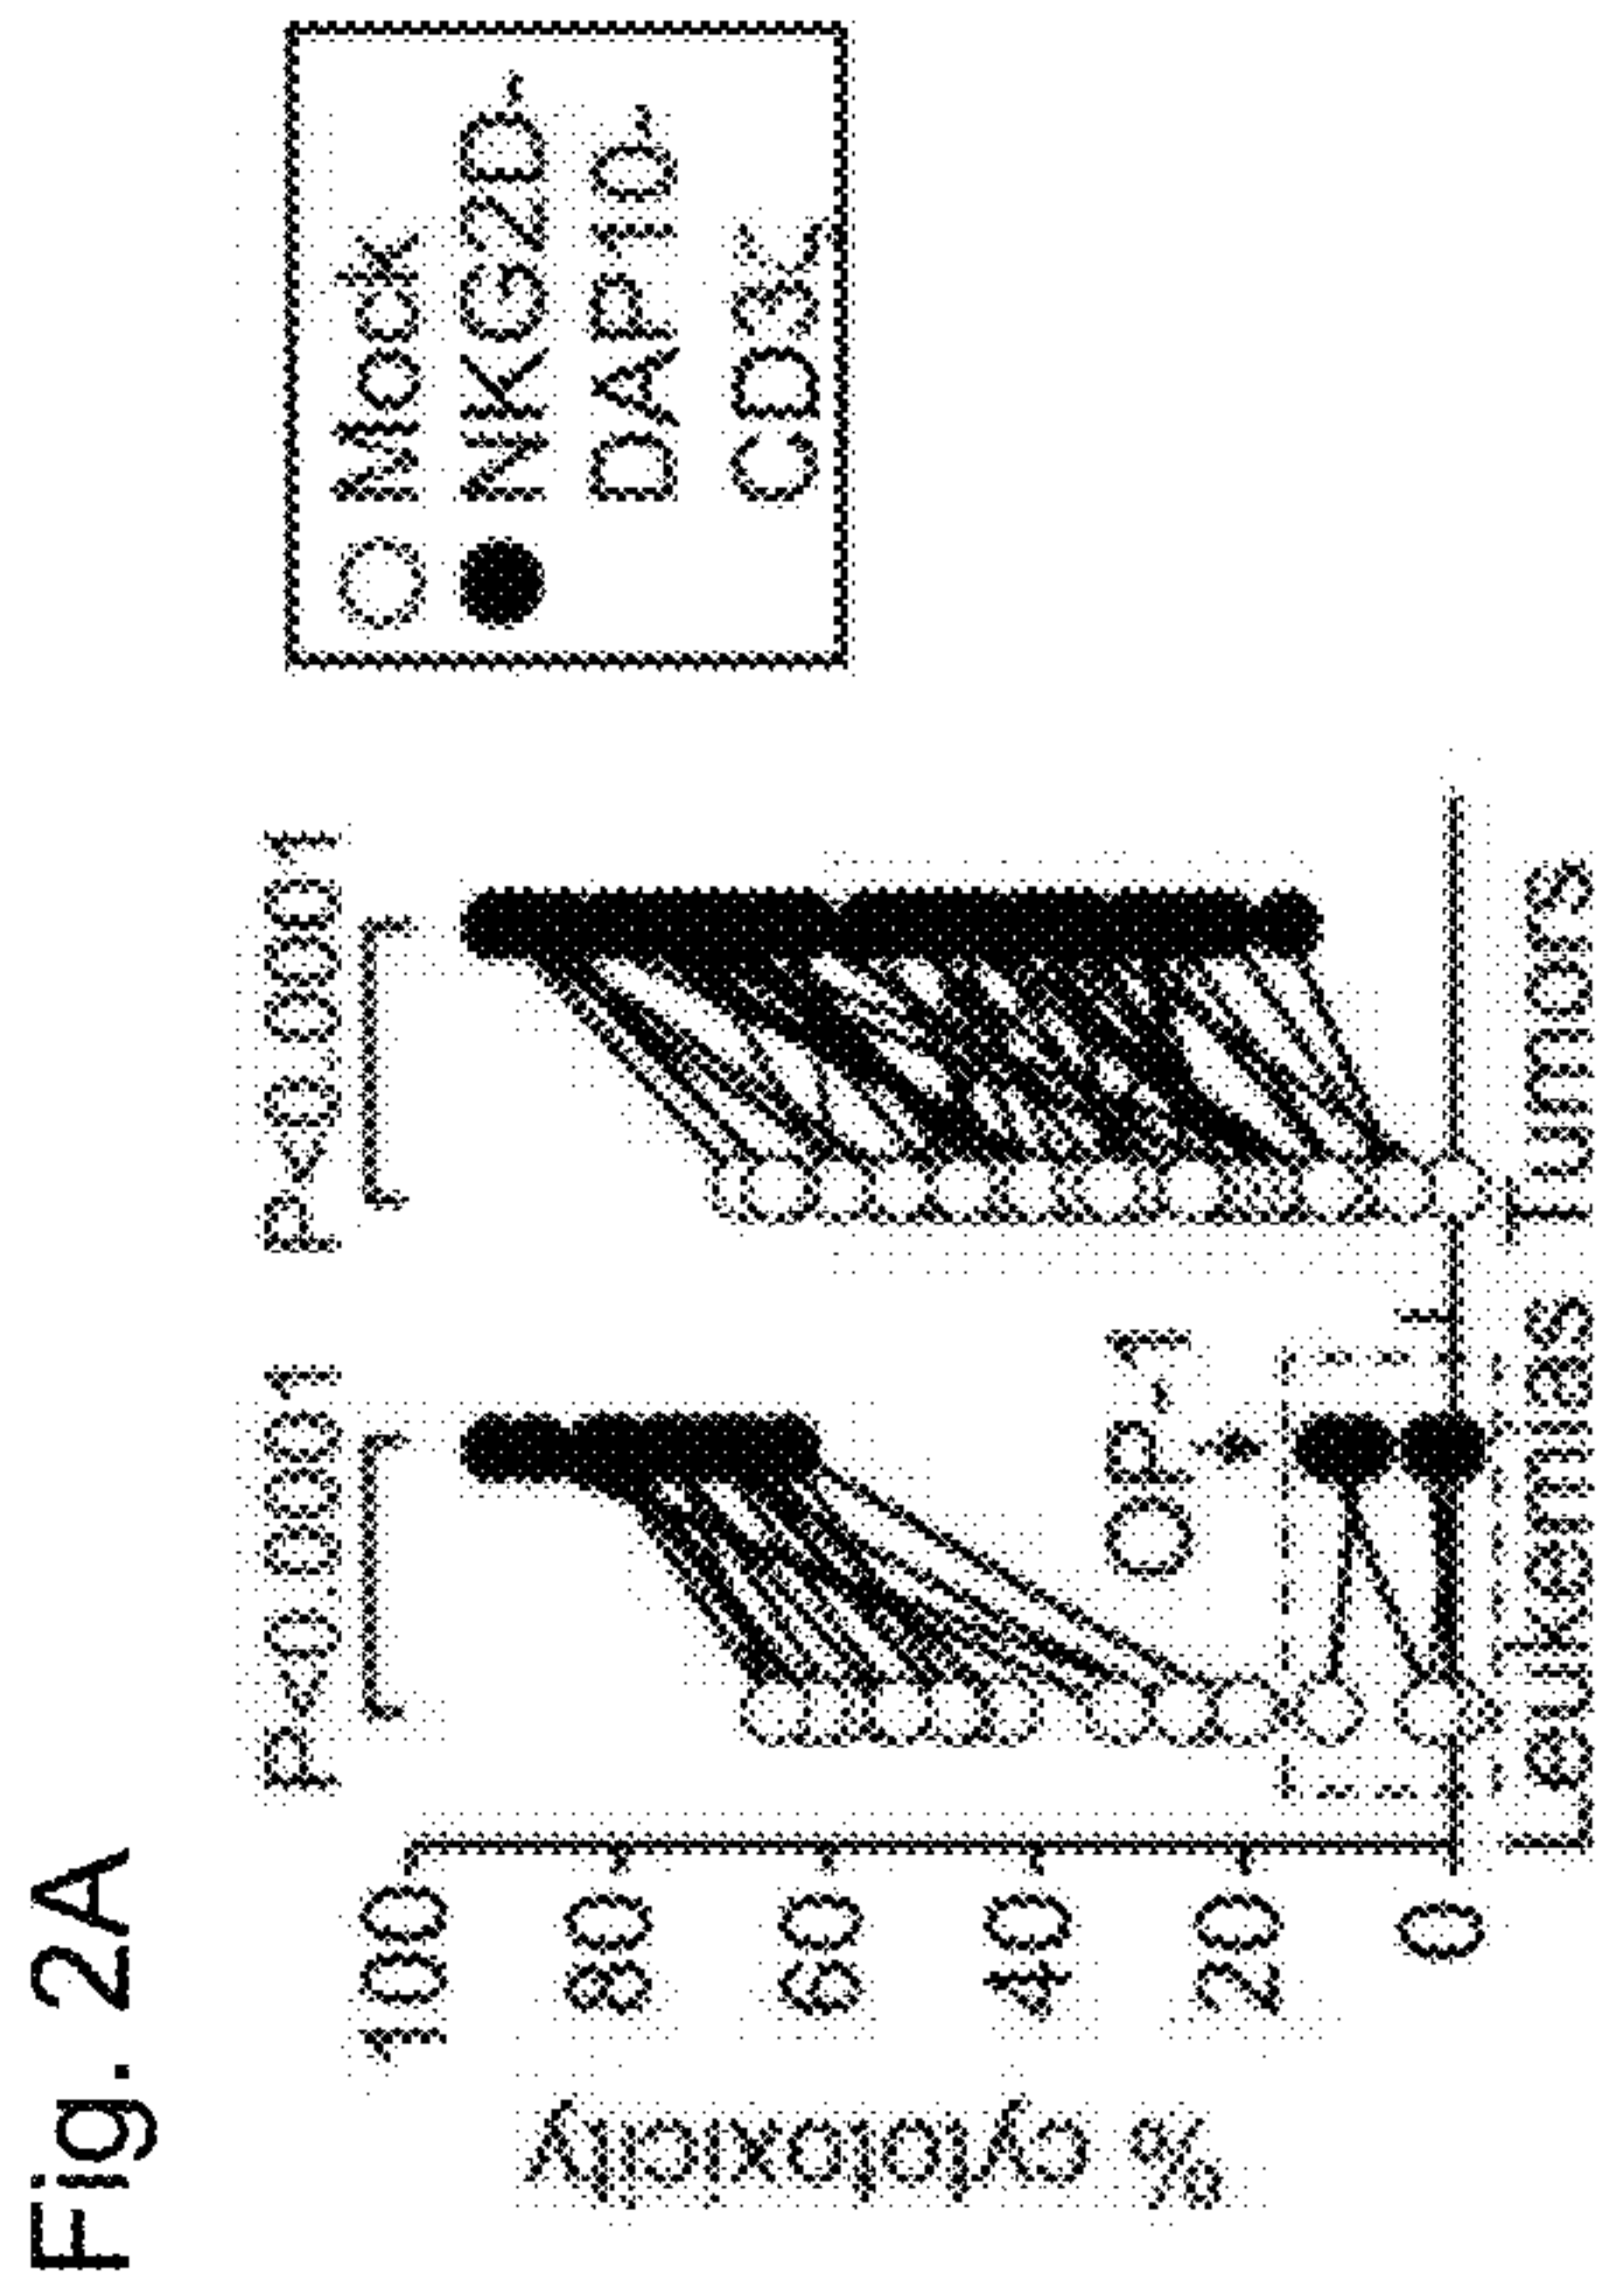 Fig. 2A
P<0.0001
P<0.0001
Mock
NKG2D-
DAP10-
CD3ζ
% cytotoxicity
100
80
60
40
20
0
OP-1
Leukemias
Tumors